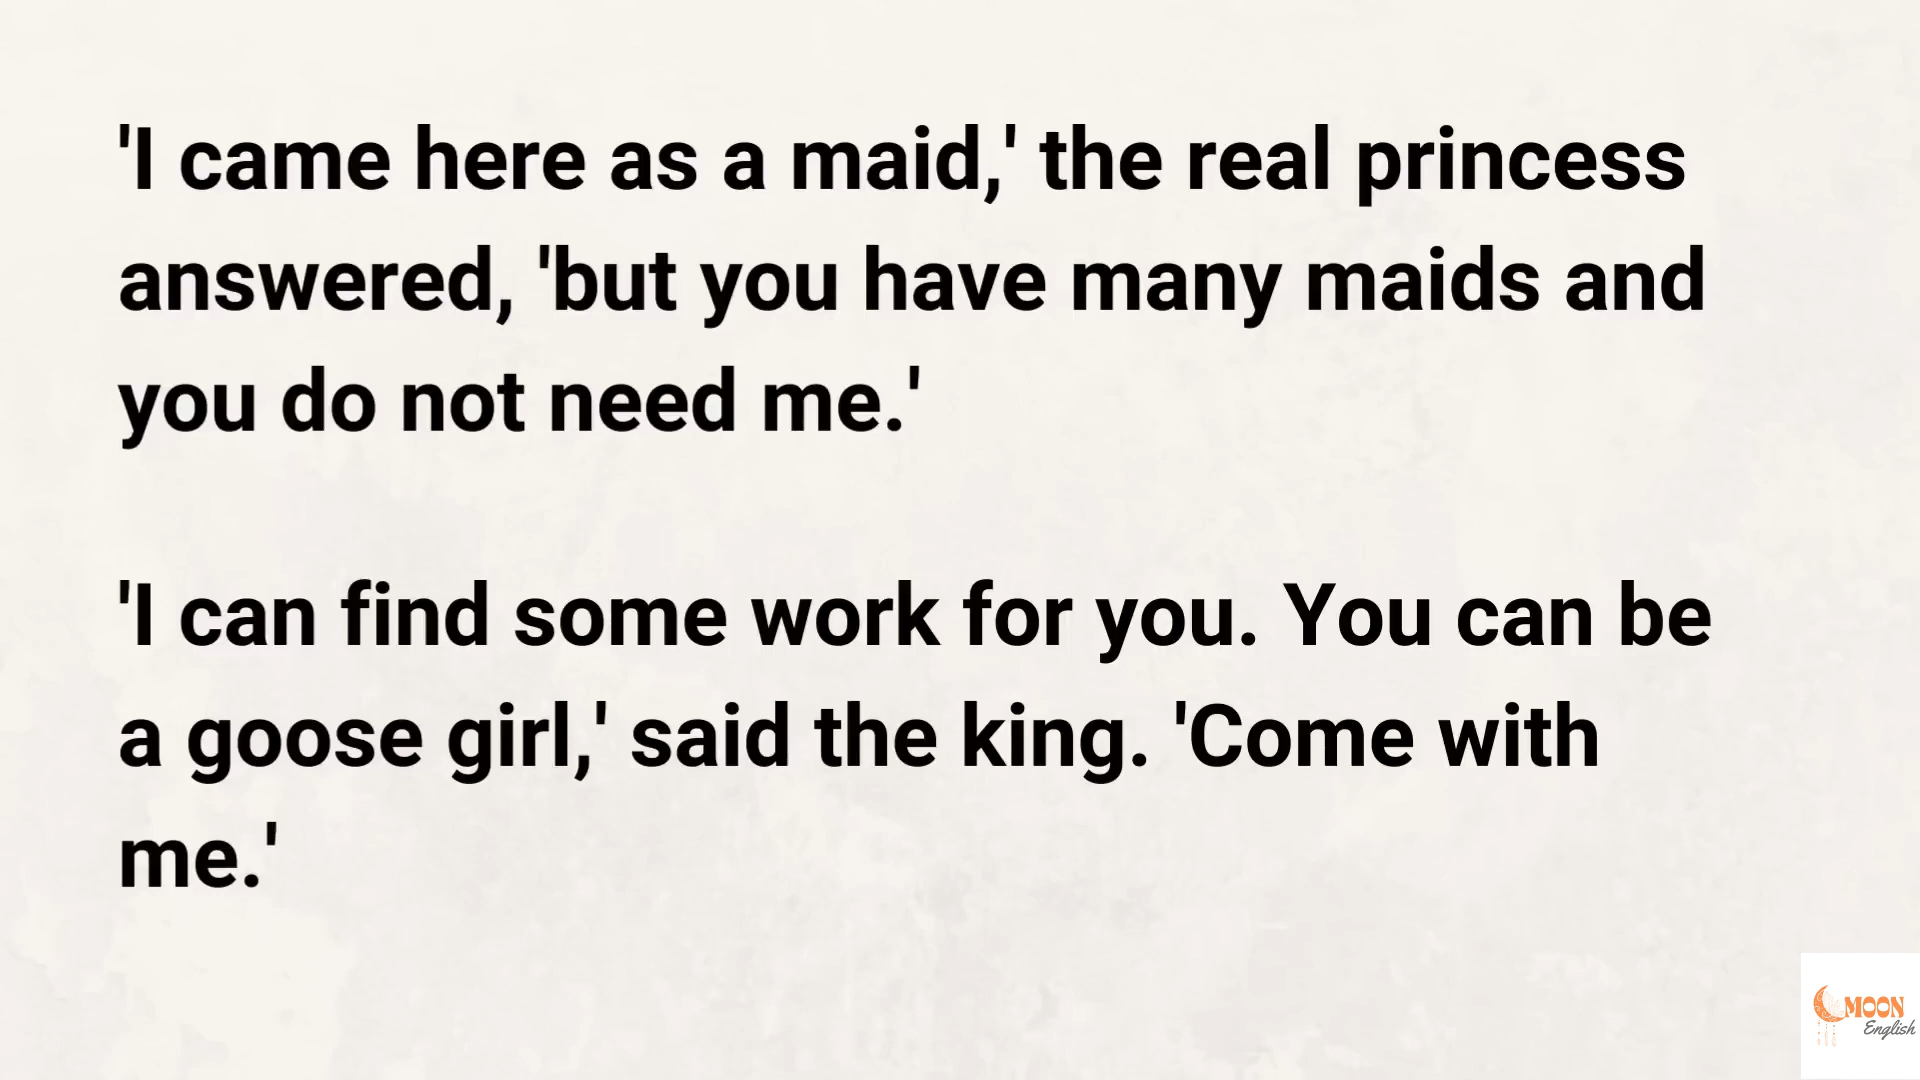 'I came here as a maid,' the real princess
answered, 'but you have many maids and
you do not need me.'
'I can find some work for you. You can be
a goose girl,' said the king. 'Come with
me.'
MOON
English